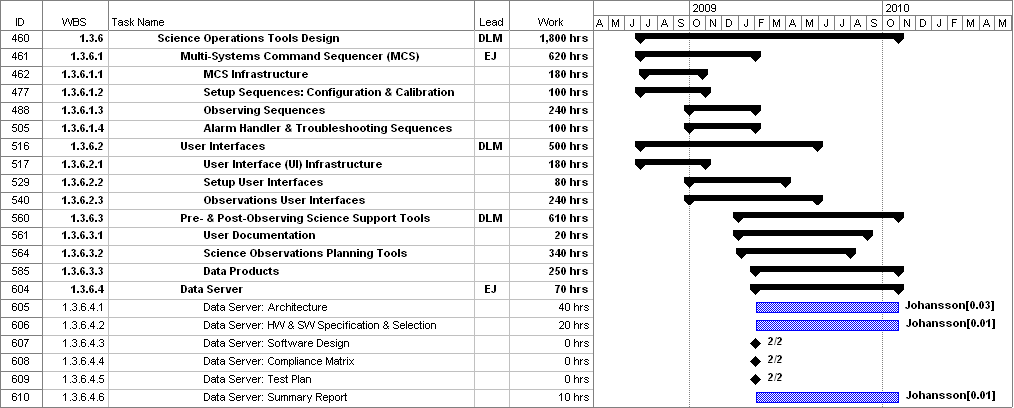 2009 2010
ID WBS Task Name Lead Work A M J J A S O N D J F M A M J J A S O N D J F M A M
460 1.3.6 Science Operations Tools Design DLM 1,800 hrs
461 1.3.6.1 Multi-Systems Command Sequencer (MCS) EJ 620 hrs
462 1.3.6.1.1 MCS Infrastructure 180 hrs
477 1.3.6.1.2 Setup Sequences: Configuration & Calibration 100 hrs
488 1.3.6.1.3 Observing Sequences 240 hrs
505 1.3.6.1.4 Alarm Handler & Troubleshooting Sequences 100 hrs
516 1.3.6.2 User Interfaces DLM 500 hrs
517 1.3.6.2.1 User Interface (UI) Infrastructure 180 hrs
529 1.3.6.2.2 Setup User Interfaces 80 hrs
540 1.3.6.2.3 Observations User Interfaces 240 hrs
560 1.3.6.3 Pre- & Post-Observing Science Support Tools DLM 610 hrs
561 1.3.6.3.1 User Documentation 20 hrs
564 1.3.6.3.2 Science Observations Planning Tools 340 hrs
585 1.3.6.3.3 Data Products 250 hrs
604 1.3.6.4 Data Server EJ 70 hrs
605 1.3.6.4.1 Data Server: Architecture 40 hrs Johansson[0.03]
606 1.3.6.4.2 Data Server: HW & SW Specification & Selection 20 hrs Johansson[0.01]
607 1.3.6.4.3 Data Server: Software Design 0 hrs 2/2
608 1.3.6.4.4 Data Server: Compliance Matrix 0 hrs 2/2
609 1.3.6.4.5 Data Server: Test Plan 0 hrs 2/2
610 1.3.6.4.6 Data Server: Summary Report 10 hrs Johansson[0.01]